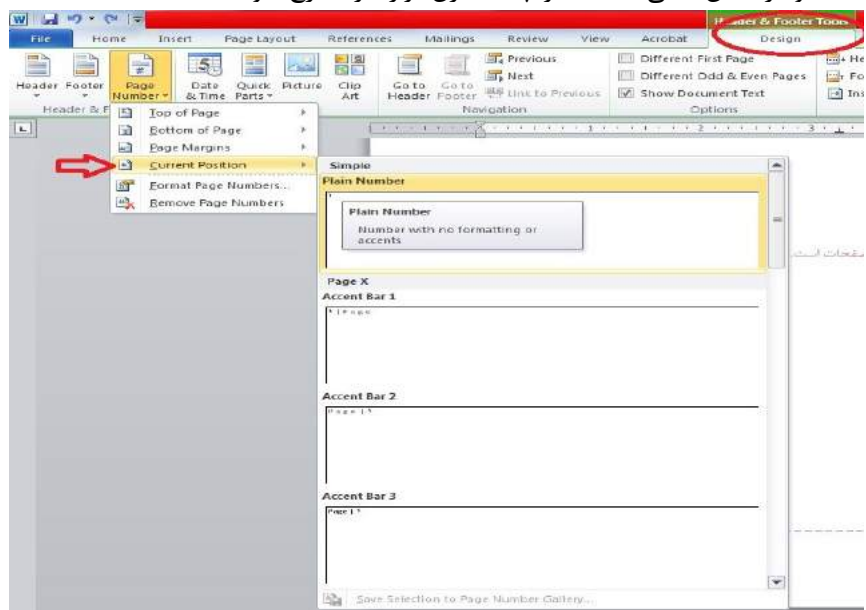 Header & Footer Tools
File Home Insert Page Layout References Mailings Review View Acrobat Design
Header Footer Page Number Date & Time Quick Parts Picture Clip Art Go to Header Go to Footer Previous Next Link to Previous Different First Page Different Odd & Even Pages Show Document Text
Navigation Options
Top of Page
Bottom of Page
Page Margins
Current Position
Format Page Numbers...
Remove Page Numbers
Simple
Plain Number
Plain Number
Number with no formatting or
accents
Page X
Accent Bar 1
Accent Bar 2
Accent Bar 3
Save Selection to Page Number Gallery...